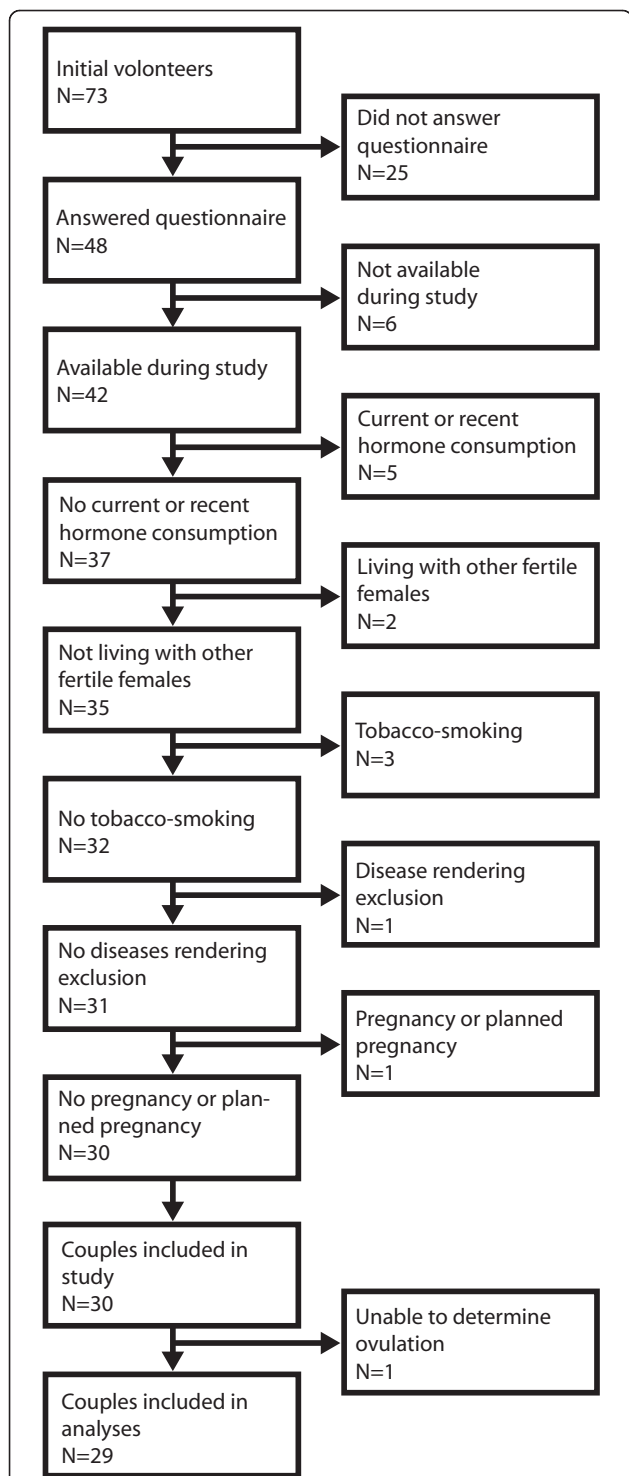 Initial volonteers
N=73
Did not answer
questionnaire
N=25
Answered questionnaire
N=48
Not available
during study
N=6
Available during study
N=42
Current or recent
hormone consumption
N=5
No current or recent
hormone consumption
N=37
Living with other fertile
females
N=2
Not living with other
fertile females
N=35
Tobacco-smoking
N=3
No tobacco-smoking
N=32
Disease rendering
exclusion
N=1
No diseases rendering
exclusion
N=31
Pregnancy or planned
pregnancy
N=1
No pregnancy or plan-
ned pregnancy
N=30
Couples included in
study
N=30
Unable to determine
ovulation
N=1
Couples included in
analyses
N=29